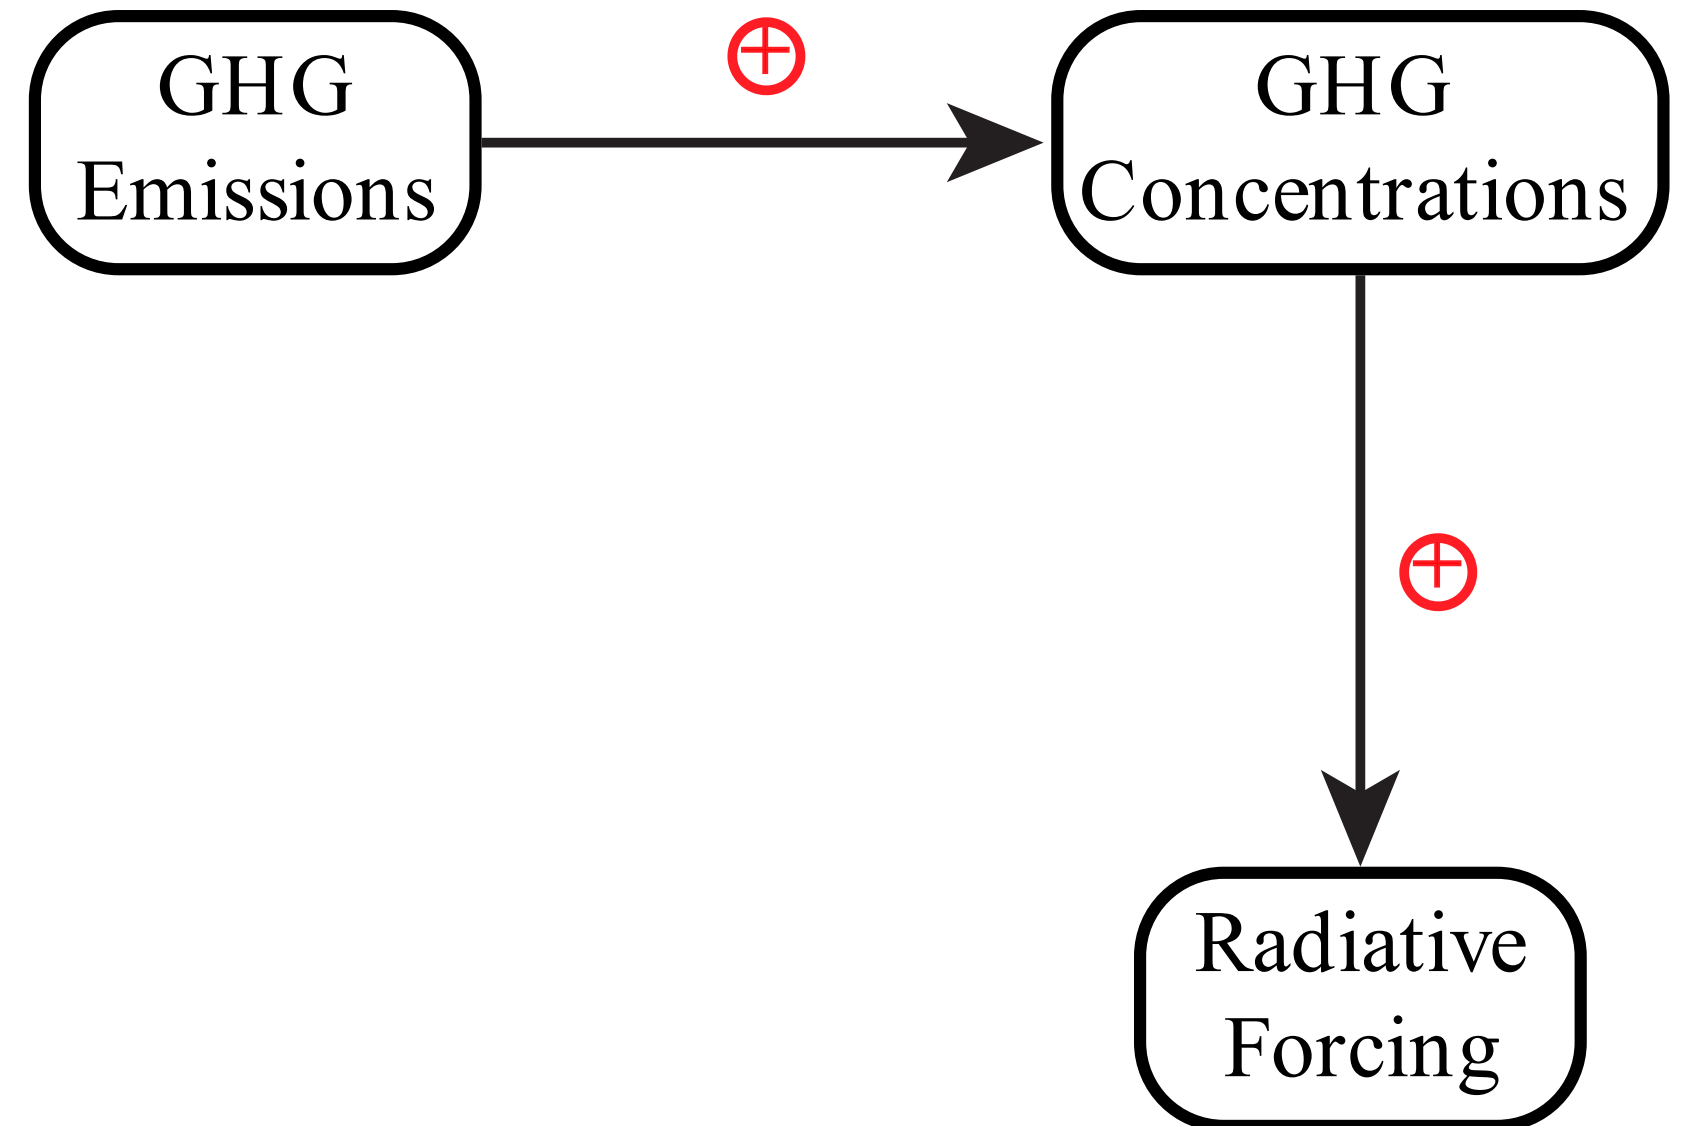 GHG
Emissions
+
GHG
Concentrations
+
Radiative
Forcing